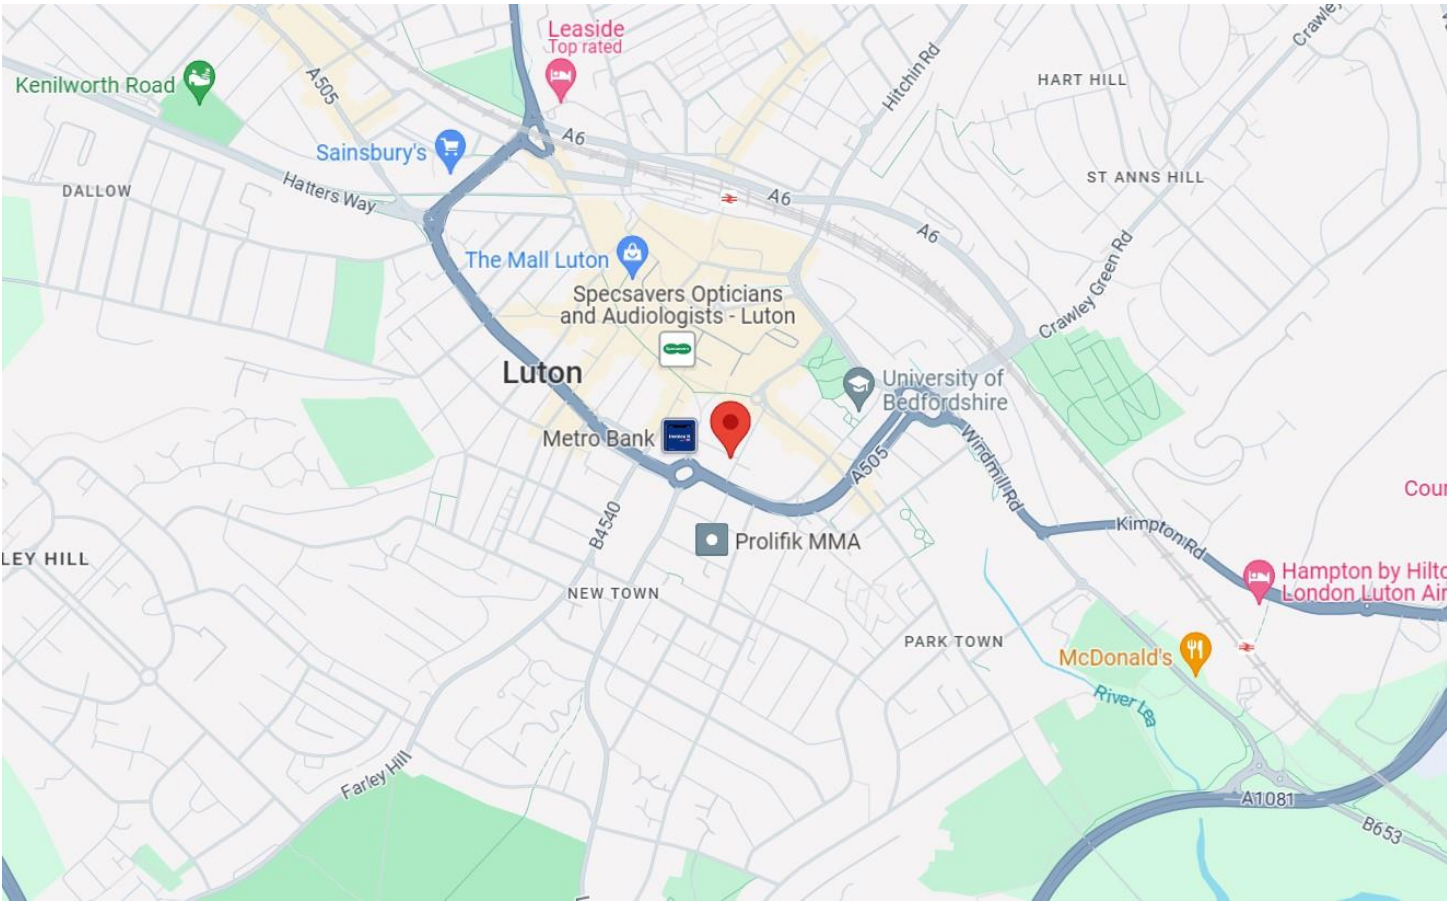 Leaside
Top rated
Crawley
Hitchin Rd
HART HILL
Kenilworth Road
A505
A6
Sainsbury's
DALLOW
Hatters Way
ST ANNS HILL
A6
A6
The Mall Luton
Crawley Green Rd
Specsavers Opticians
and Audiologists - Luton
Luton
University of
Bedfordshire
Metro Bank
A505
Windmill Rd
Cour
B4540
Kimpton Rd
Prolifik MMA
LEY HILL
Hampton by Hilto
London Luton Air
NEW TOWN
PARK TOWN
McDonald's
River Lea
Farley Hill
A1081
B653